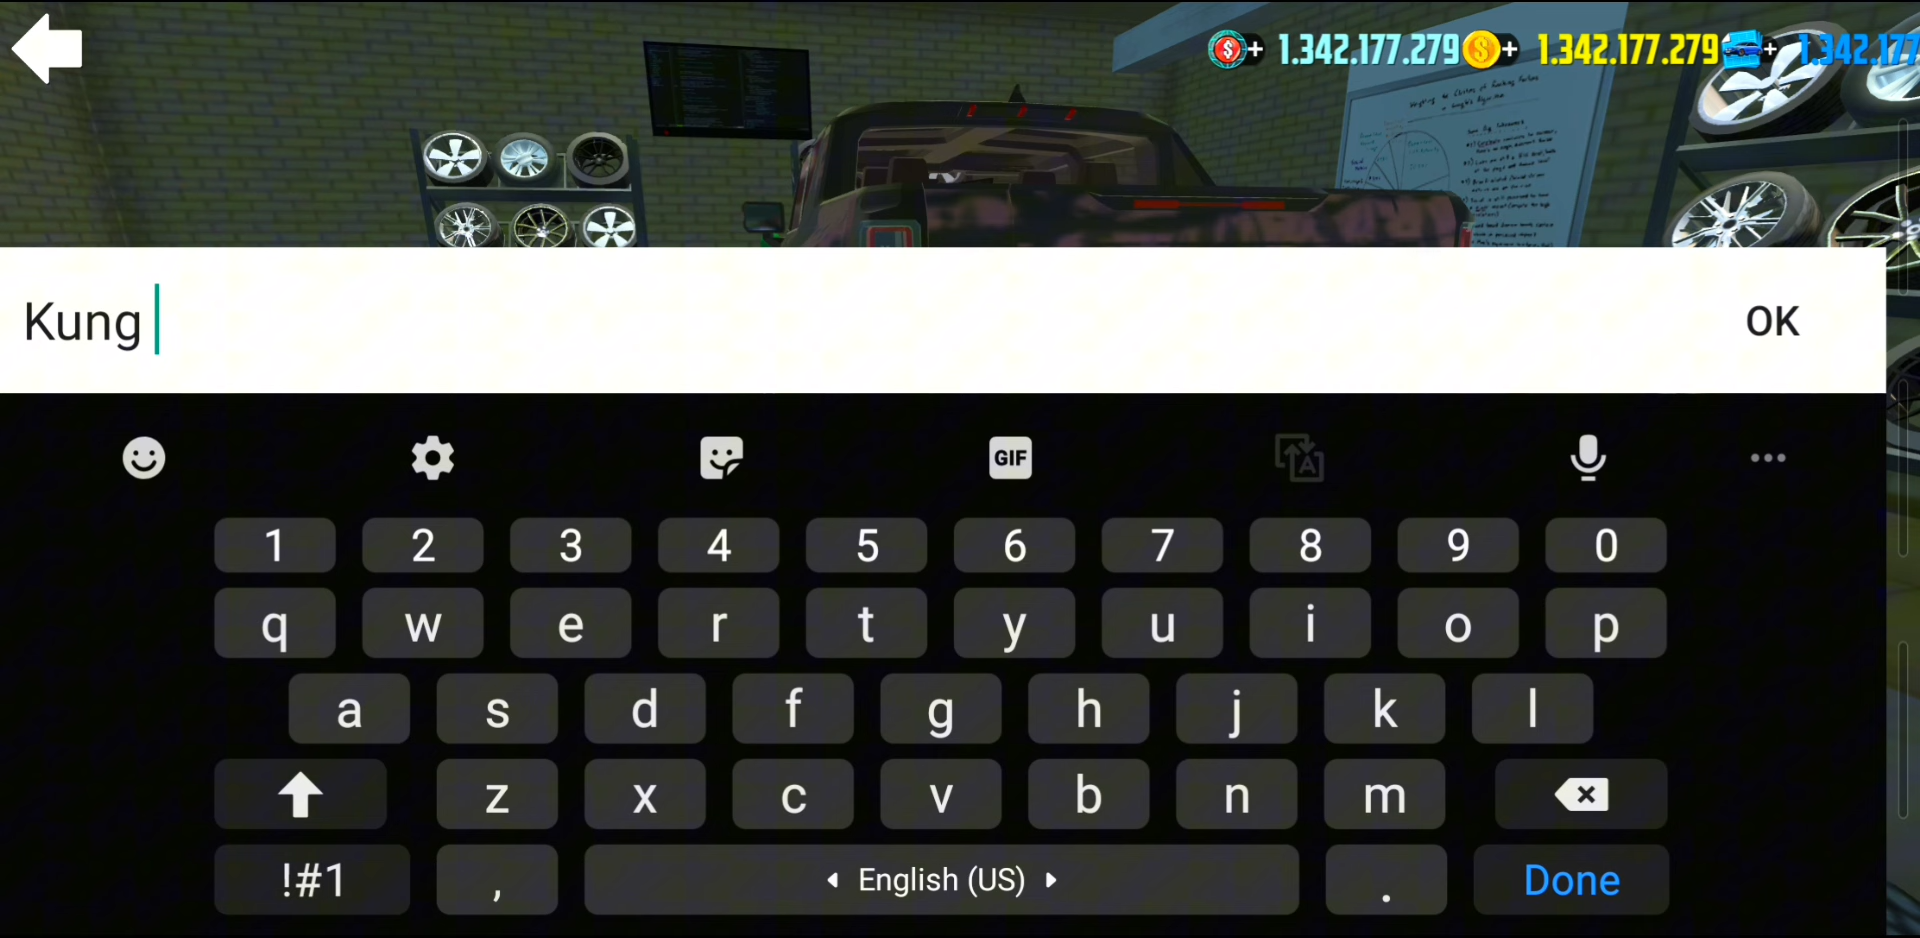 1.342.177.279 1.342.177.279 1.342.177
Kung
OK
GIF
1 2 3 4 5 6 7 8 9 0
q w e r t y u i o p
a s d f g h j k l
z x c v b n m
!#1 , English (US) . Done